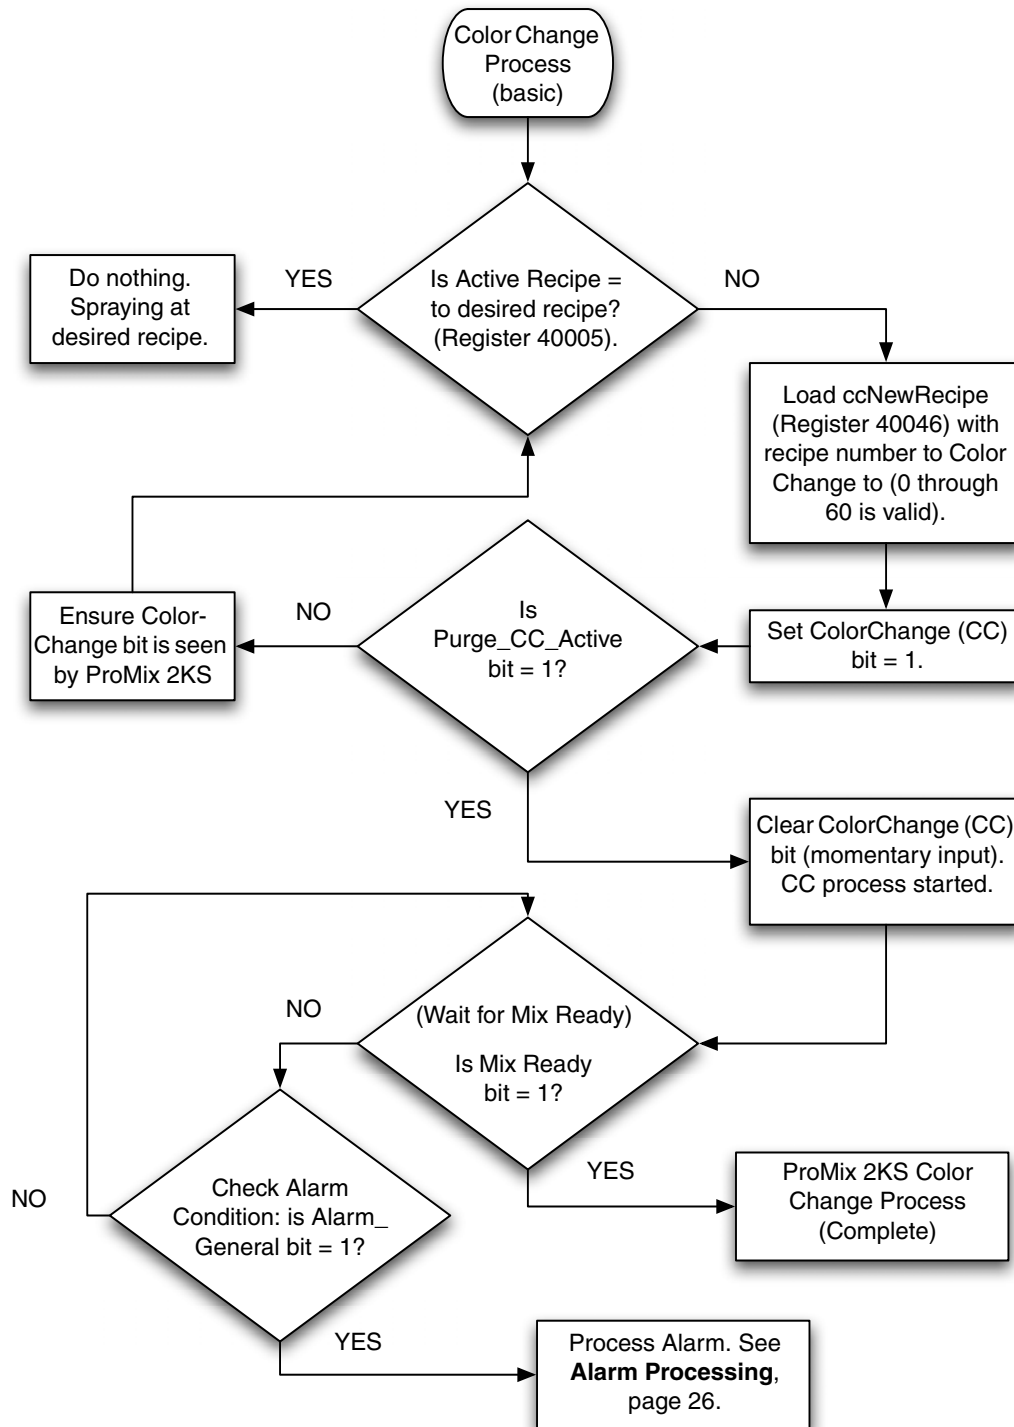 Color Change
Process
(basic)
Is Active Recipe =
to desired recipe?
(Register 40005).
YES
NO
Do nothing.
Spraying at
desired recipe.
Load ccNewRecipe
(Register 40046) with
recipe number to Color
Change to (0 through
60 is valid).
Set ColorChange (CC)
bit = 1.
Is
Purge_CC_Active
bit = 1?
NO
Ensure Color-
Change bit is seen
by ProMix 2KS
YES
Clear ColorChange (CC)
bit (momentary input).
CC process started.
(Wait for Mix Ready)
Is Mix Ready
bit = 1?
NO
YES
ProMix 2KS Color
Change Process
(Complete)
Check Alarm
Condition: is Alarm_
General bit = 1?
NO
YES
Process Alarm. See
Alarm Processing,
page 26.